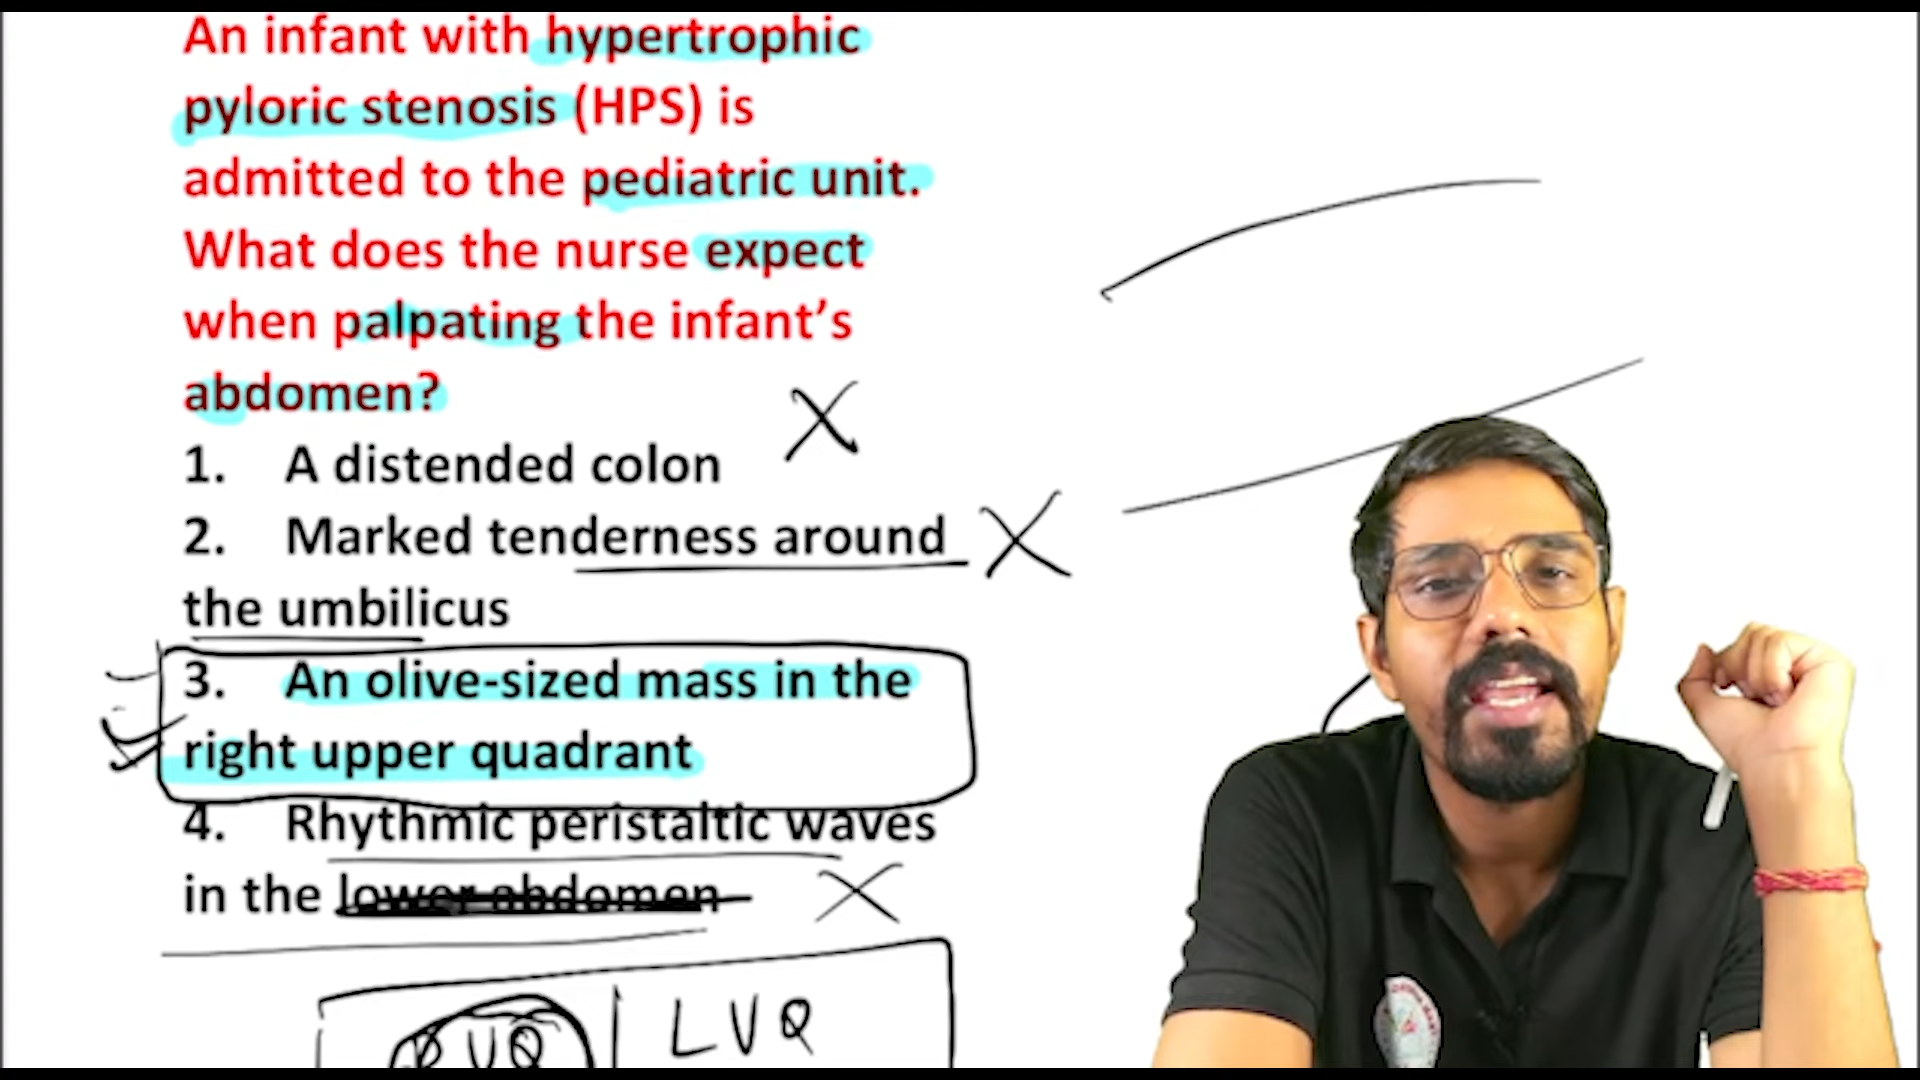 An infant with hypertrophic
pyloric stenosis (HPS) is
admitted to the pediatric unit.
What does the nurse expect
when palpating the infant’s
abdomen?
1. A distended colon
2. Marked tenderness around
the umbilicus
3. An olive-sized mass in the
right upper quadrant
4. Rhythmic peristaltic waves
in the lower abdomen
RUQ LUQ